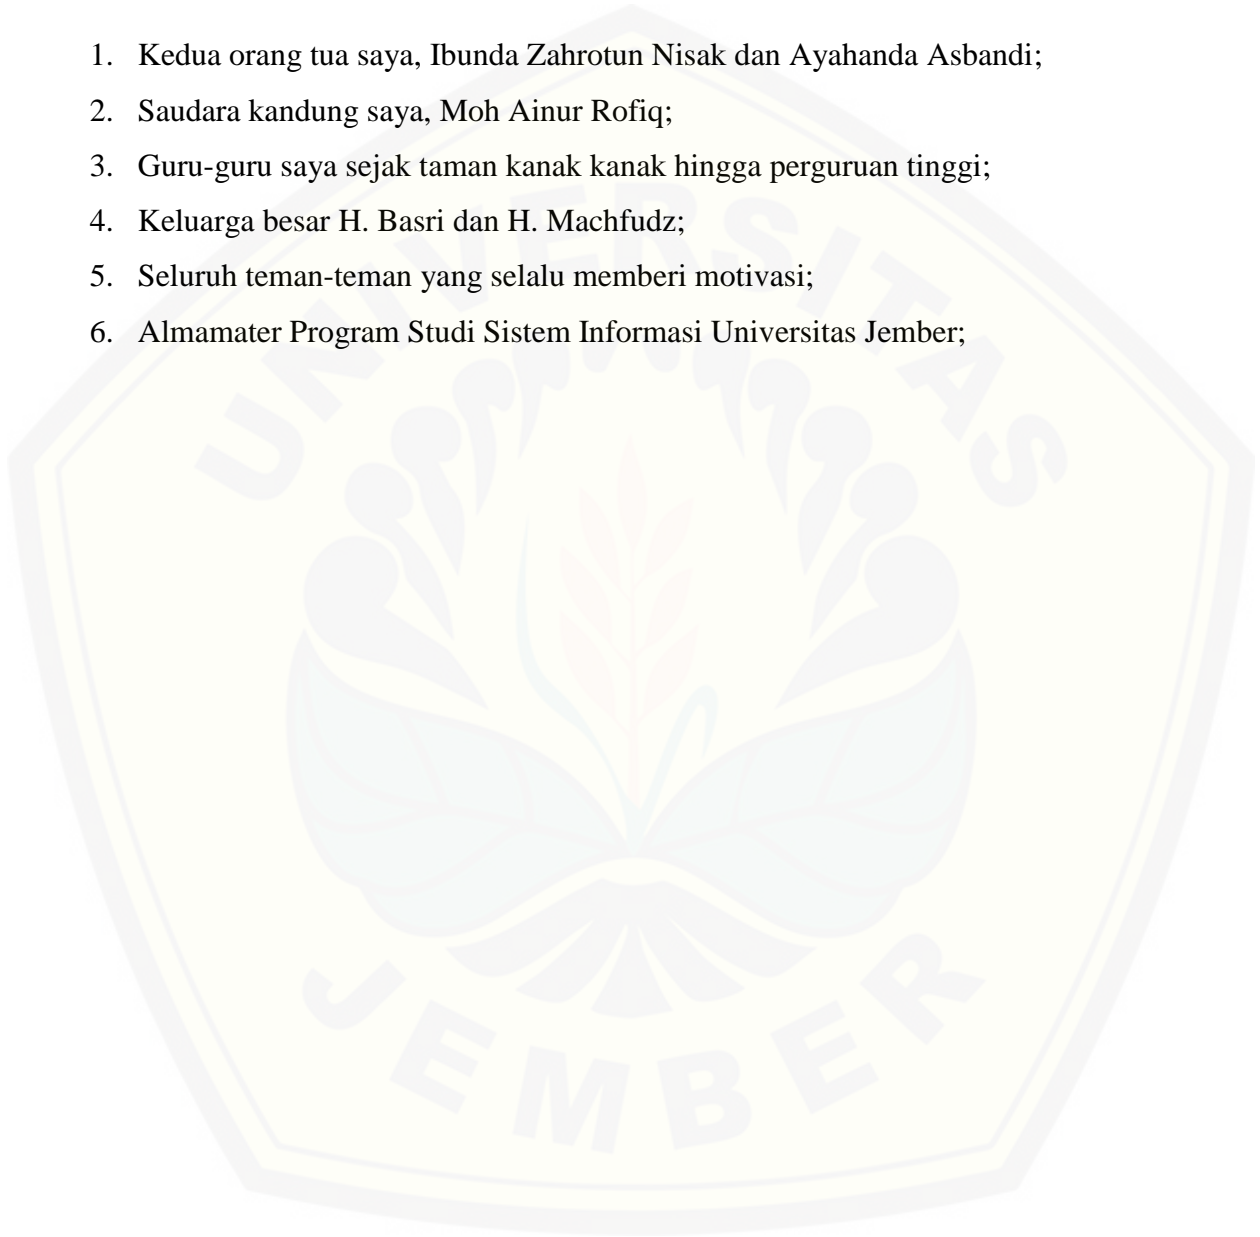 1. Kedua orang tua saya, Ibunda Zahrotun Nisak dan Ayahanda Asbandi;
2. Saudara kandung saya, Moh Ainur Rofiq;
3. Guru-guru saya sejak taman kanak kanak hingga perguruan tinggi;
4. Keluarga besar H. Basri dan H. Machfudz;
5. Seluruh teman-teman yang selalu memberi motivasi;
6. Almamater Program Studi Sistem Informasi Universitas Jember;
UNIVERSITAS
JEMBER